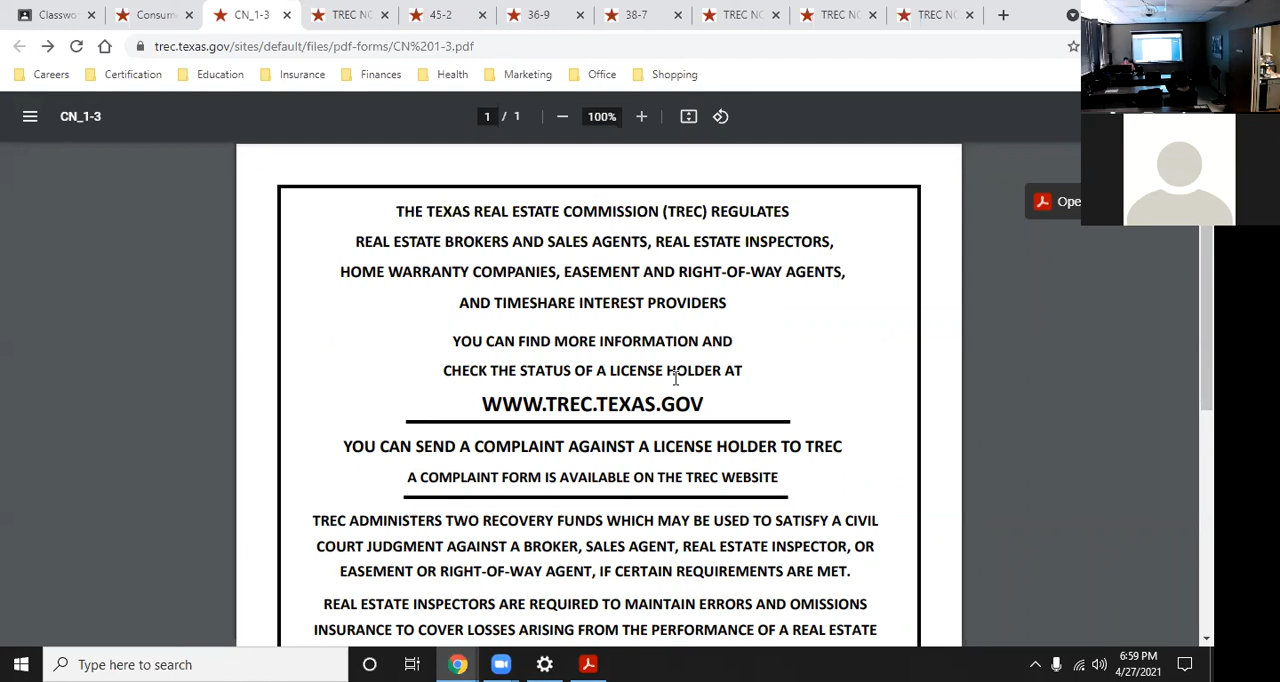 Classwo
Consum
CN_1-3
TREC NO
45-2
36-9
38-7
TREC NO
TREC NO
TREC NO
trec.texas.gov/sites/default/files/pdf-forms/CN%201-3.pdf
Careers
Certification
Education
Insurance
Finances
Health
Marketing
Office
Shopping
CN_1-3
1 / 1
100%
Ope
THE TEXAS REAL ESTATE COMMISSION (TREC) REGULATES
REAL ESTATE BROKERS AND SALES AGENTS, REAL ESTATE INSPECTORS,
HOME WARRANTY COMPANIES, EASEMENT AND RIGHT-OF-WAY AGENTS,
AND TIMESHARE INTEREST PROVIDERS
YOU CAN FIND MORE INFORMATION AND
CHECK THE STATUS OF A LICENSE HOLDER AT
WWW.TREC.TEXAS.GOV
YOU CAN SEND A COMPLAINT AGAINST A LICENSE HOLDER TO TREC
A COMPLAINT FORM IS AVAILABLE ON THE TREC WEBSITE
TREC ADMINISTERS TWO RECOVERY FUNDS WHICH MAY BE USED TO SATISFY A CIVIL
COURT JUDGMENT AGAINST A BROKER, SALES AGENT, REAL ESTATE INSPECTOR, OR
EASEMENT OR RIGHT-OF-WAY AGENT, IF CERTAIN REQUIREMENTS ARE MET.
REAL ESTATE INSPECTORS ARE REQUIRED TO MAINTAIN ERRORS AND OMISSIONS
INSURANCE TO COVER LOSSES ARISING FROM THE PERFORMANCE OF A REAL ESTATE
Type here to search
6:59 PM
4/27/2021